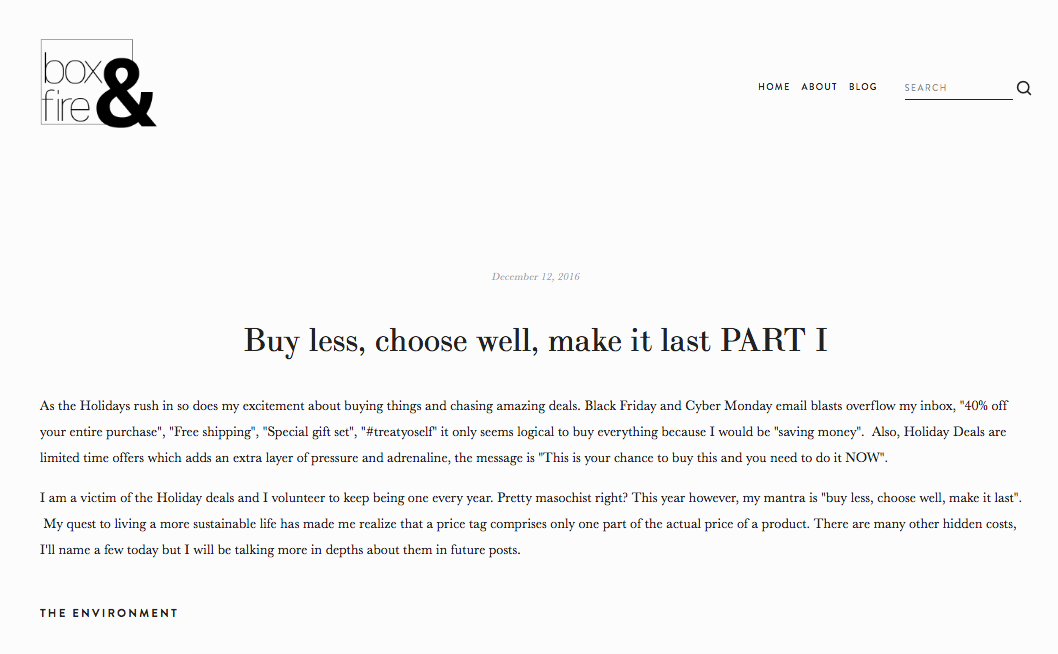 box
fire &
HOME ABOUT BLOG SEARCH
December 12, 2016
Buy less, choose well, make it last PART I
As the Holidays rush in so does my excitement about buying things and chasing amazing deals. Black Friday and Cyber Monday email blasts overflow my inbox, "40% off
your entire purchase", "Free shipping", "Special gift set", "#treatyoself" it only seems logical to buy everything because I would be "saving money".  Also, Holiday Deals are
limited time offers which adds an extra layer of pressure and adrenaline, the message is "This is your chance to buy this and you need to do it NOW".
I am a victim of the Holiday deals and I volunteer to keep being one every year. Pretty masochist right? This year however, my mantra is "buy less, choose well, make it last".
My quest to living a more sustainable life has made me realize that a price tag comprises only one part of the actual price of a product. There are many other hidden costs,
I'll name a few today but I will be talking more in depths about them in future posts.
THE ENVIRONMENT